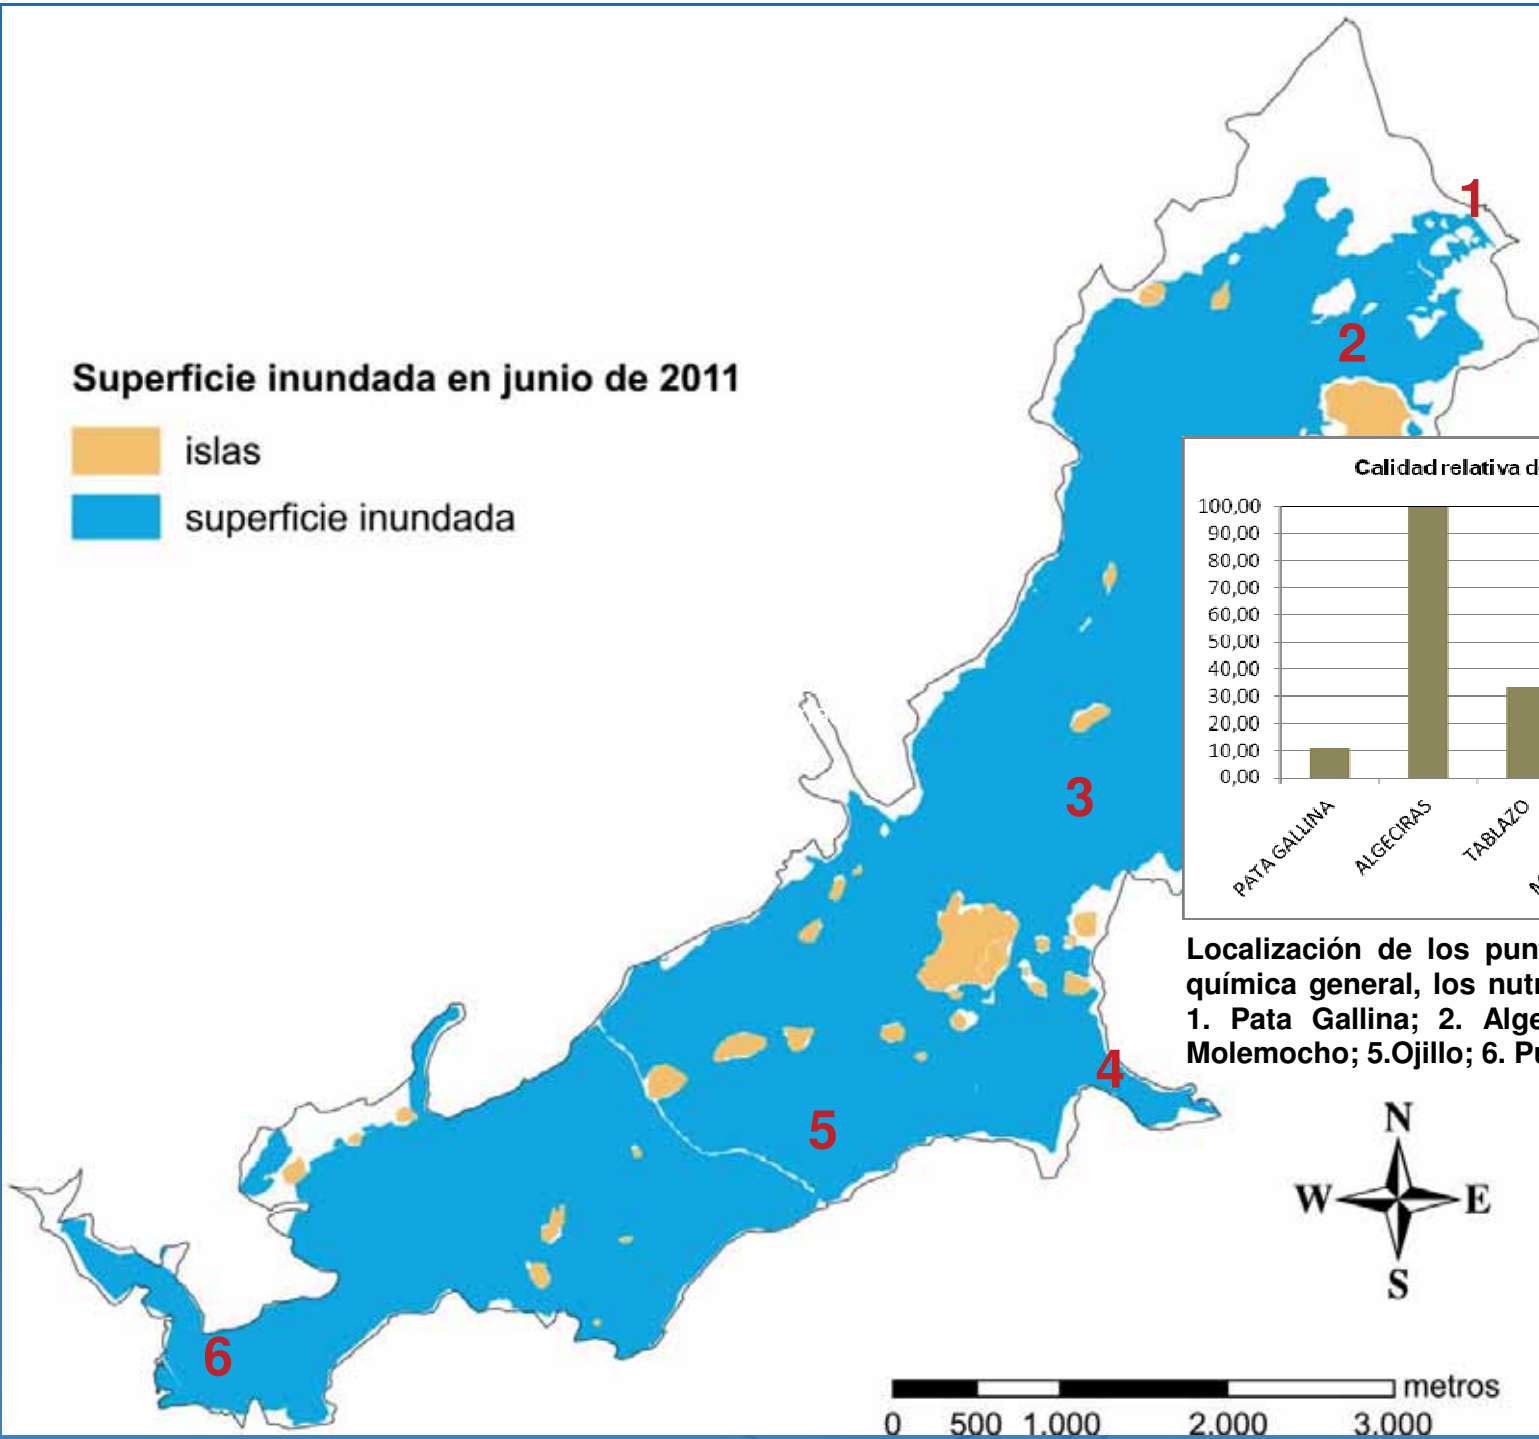 1
2
Superficie inundada en junio de 2011
islas
superficie inundada
Calidad relativa d
100,00
90,00
80,00
70,00
60,00
50,00
40,00
30,00
20,00
10,00
0,00
PATA GALLINA
ALGECIRAS
TABLAZO
3
Localización de los pun
química general, los nutr
1. Pata Gallina; 2. Alge
Molemocho; 5.Ojillo; 6. Pu
4
5
N
W E
S
6
metros
0 500 1.000 2.000 3.000